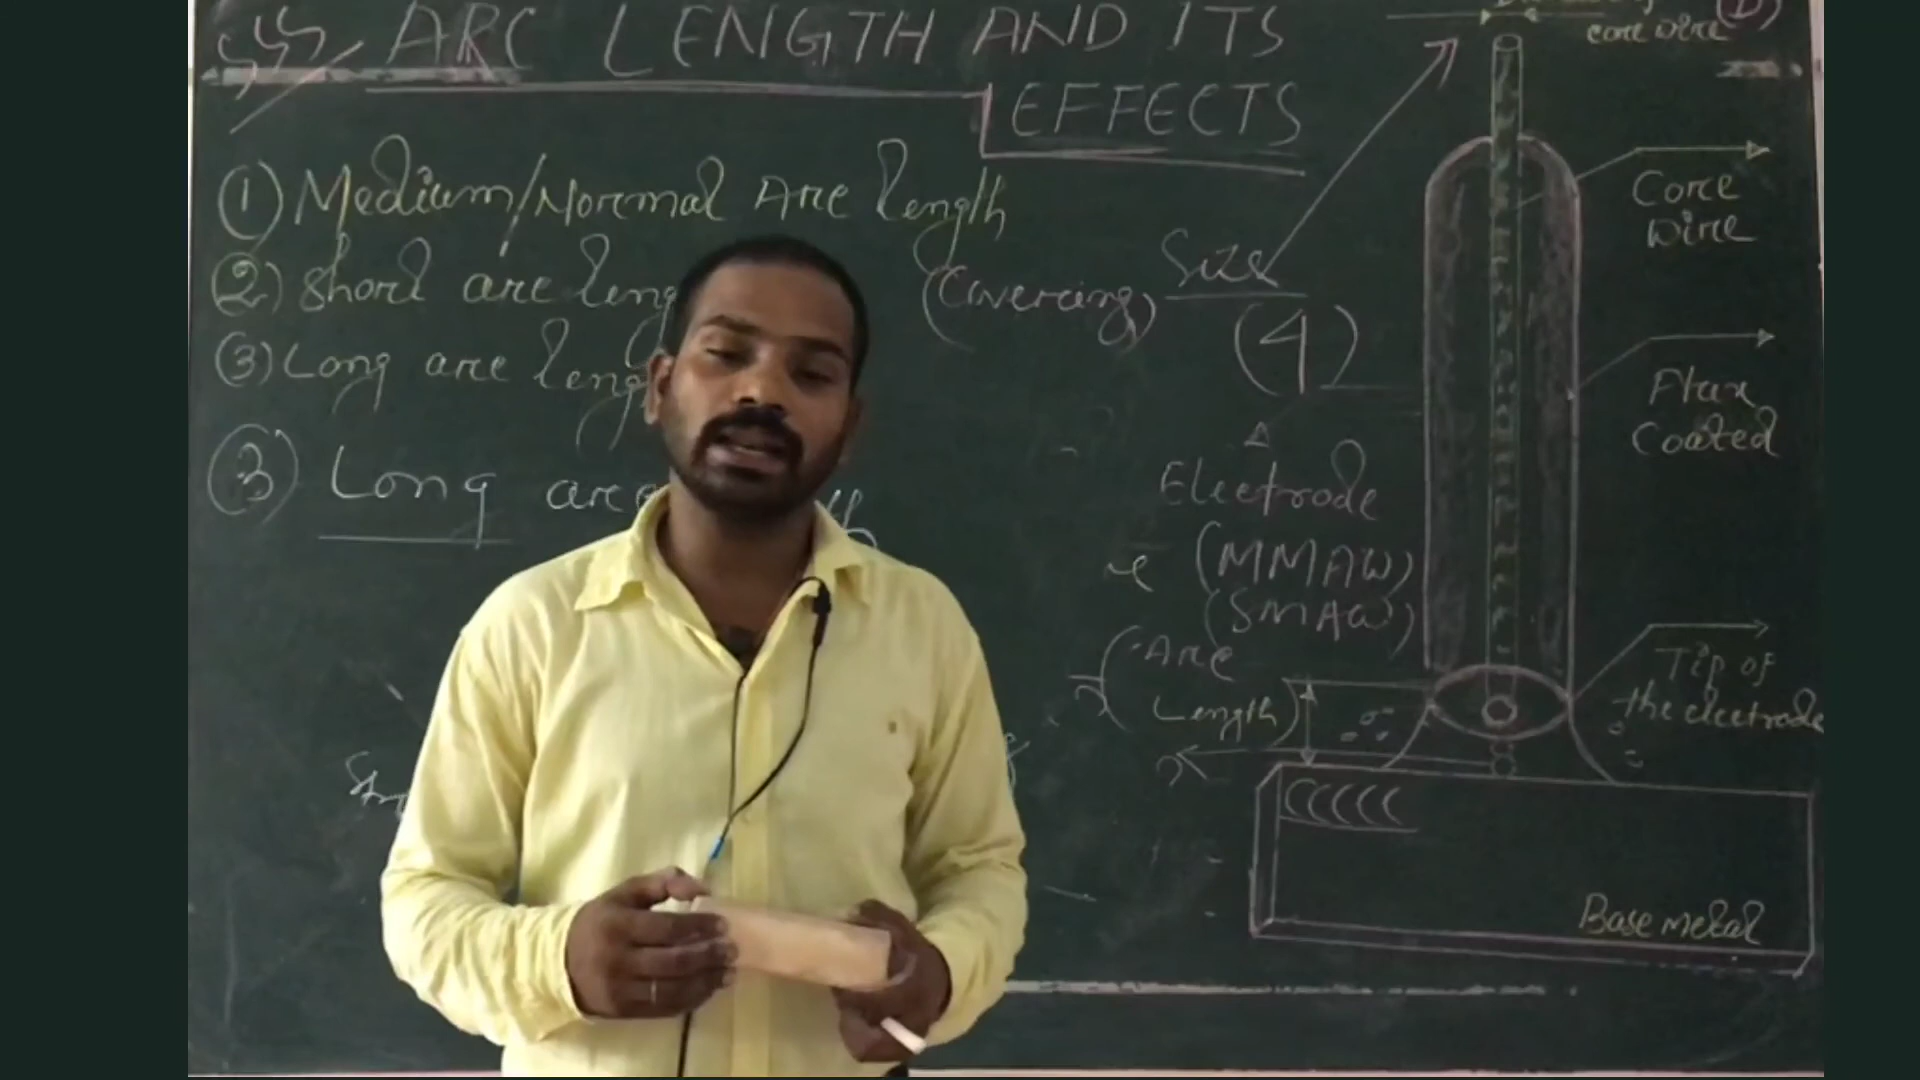 ARC LENGTH AND ITS
EFFECTS
(1) Medium/Normal Arc length
(2) Short arc leng
(3) Long arc leng
(3) Long arc
(Covering)
Size
(4)
Electrode
(MMAW)
(SMAW)
(Arc
Length)
core wire (D)
Core
wire
Flux
Coated
Tip of
the electrode
Base metal